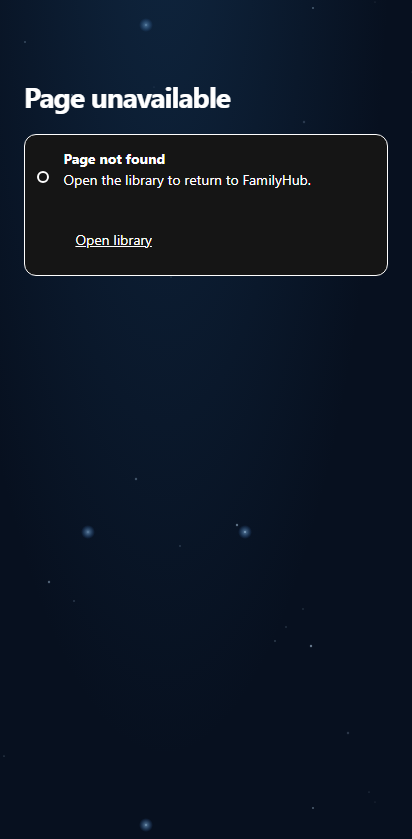 Page unavailable
Page not found
Open the library to return to FamilyHub.
Open library